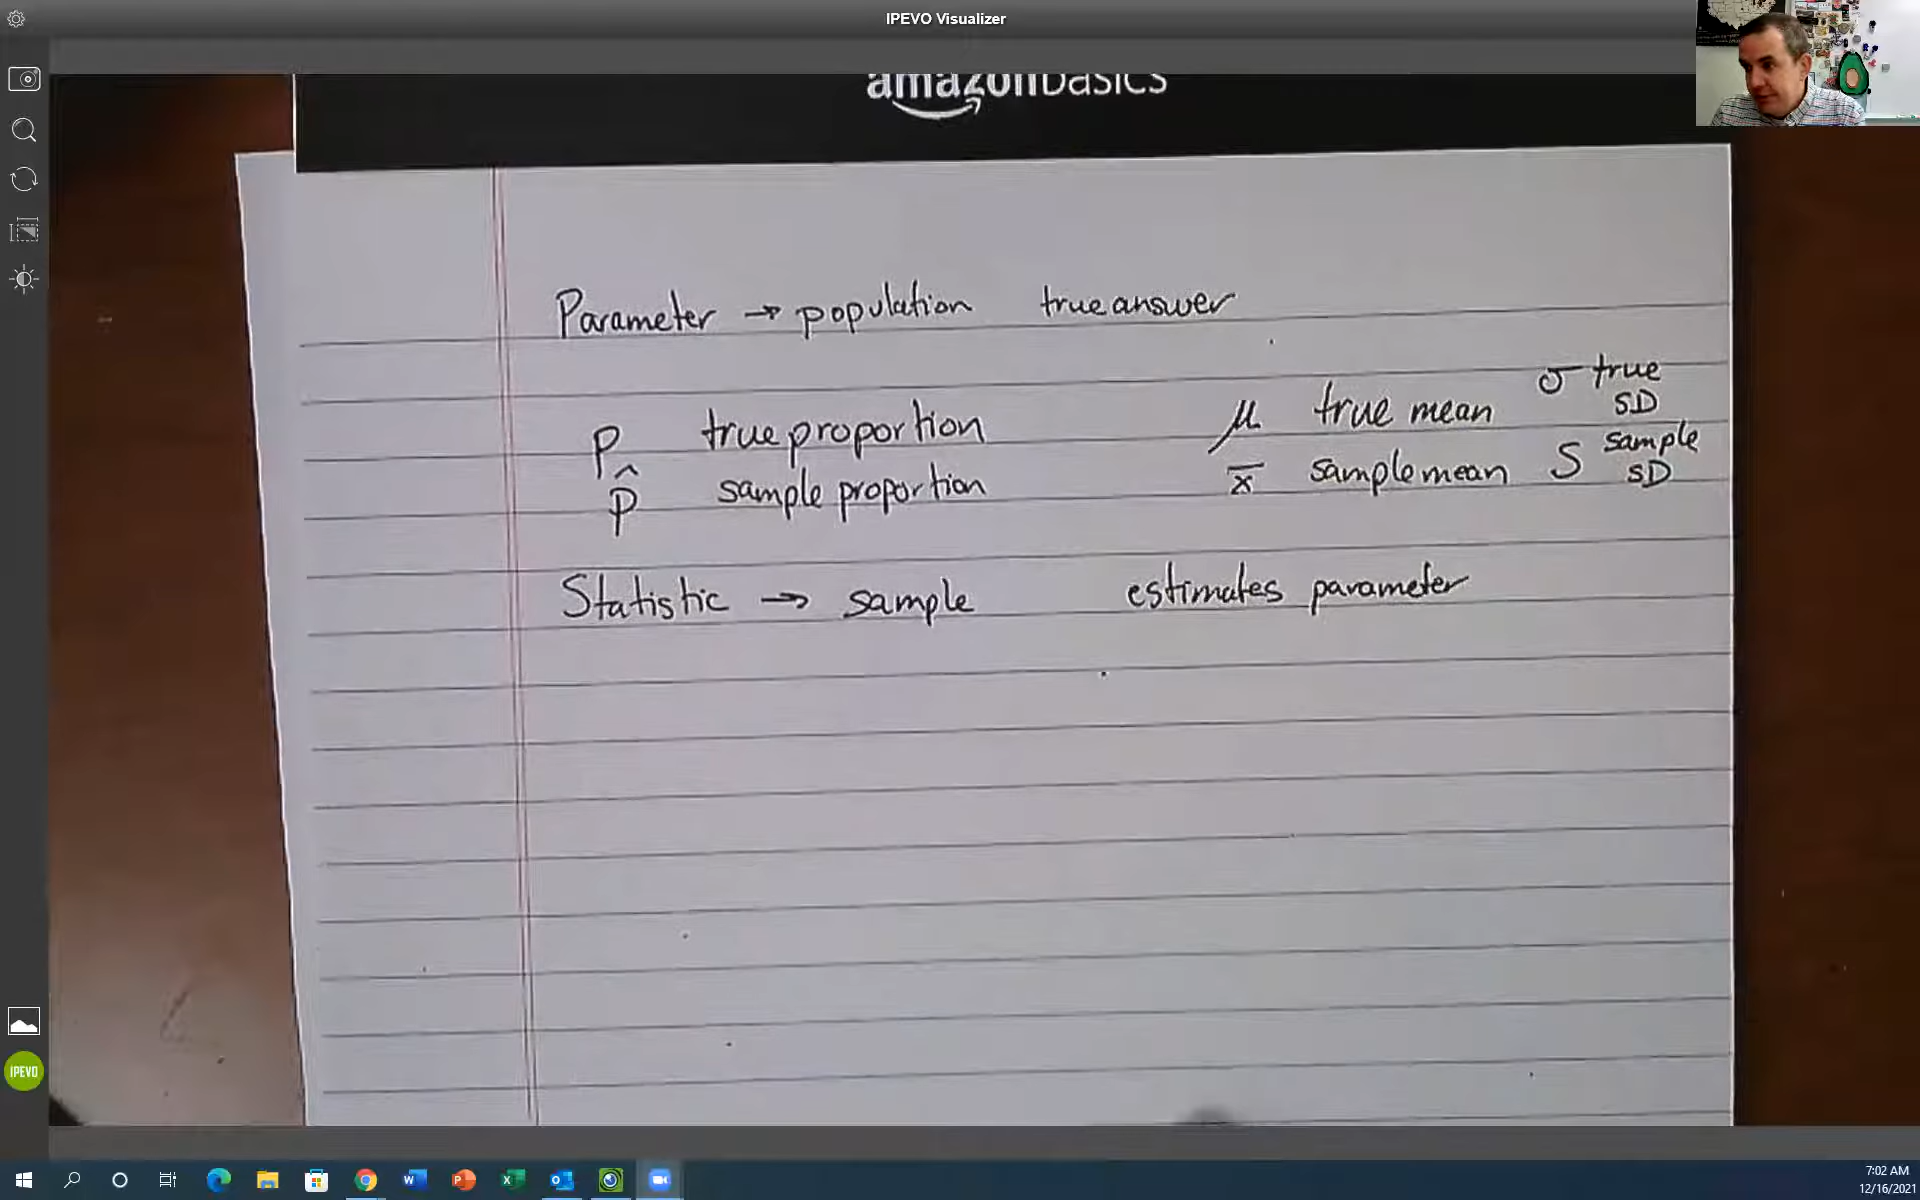 IPEVO Visualizer
amazonbasics
Parameter → population true answer
p true proportion μ true mean σ true SD
p̂ sample proportion x̄ sample mean S sample SD
Statistic → sample estimates parameter
IPEVO
7:02 AM
12/16/2021